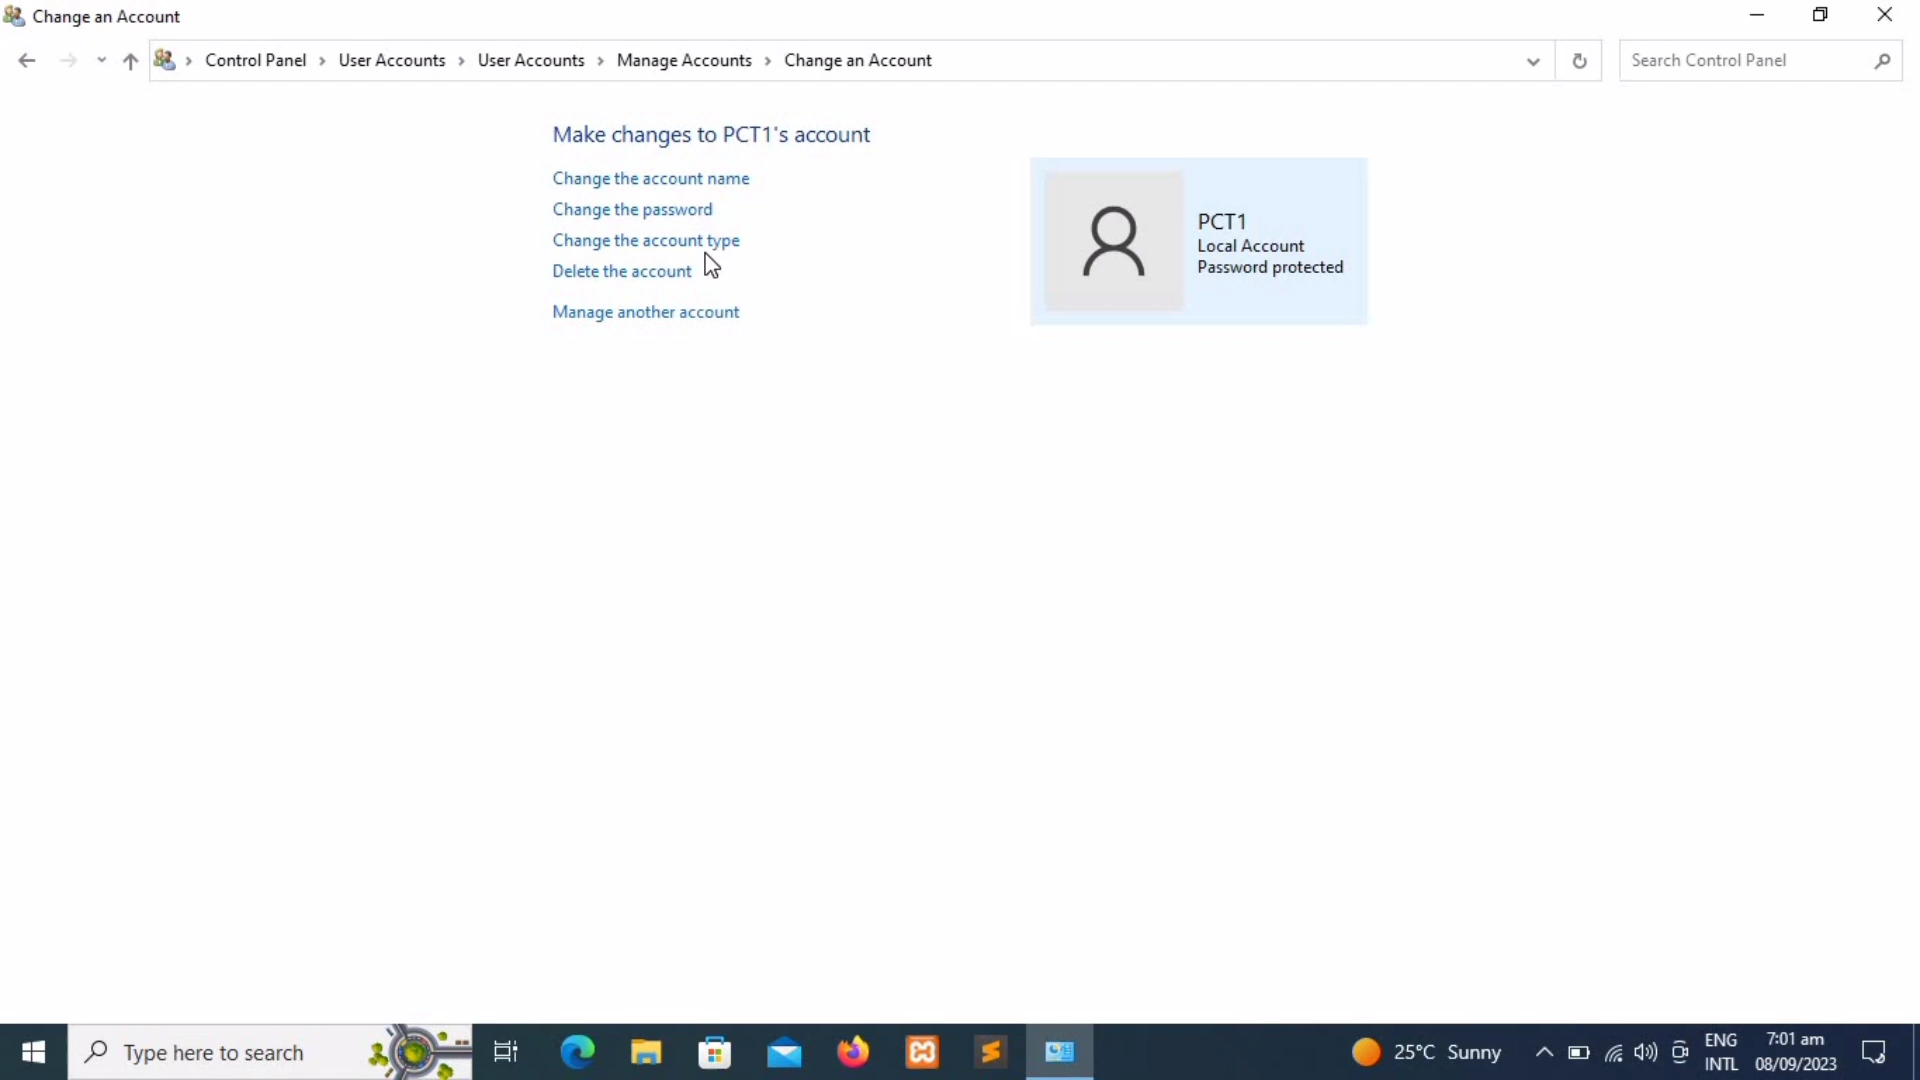 Change an Account
Control Panel > User Accounts > User Accounts > Manage Accounts > Change an Account
Search Control Panel
Make changes to PCT1's account
Change the account name
Change the password
Change the account type
Delete the account
Manage another account
PCT1
Local Account
Password protected
Type here to search
25°C Sunny
ENG
INTL
7:01 am
08/09/2023